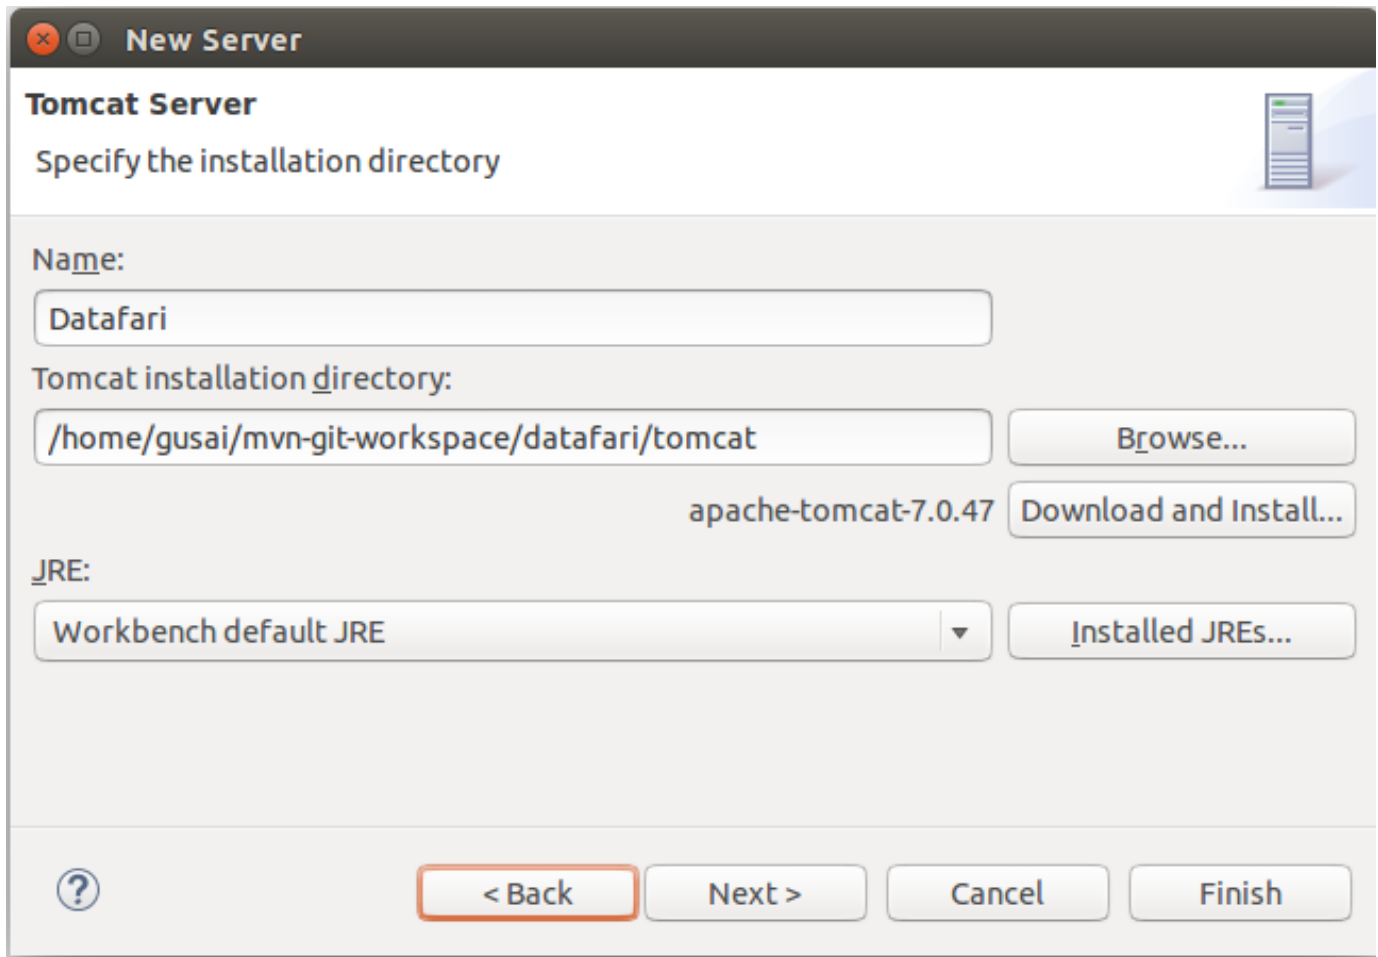 New Server
Tomcat Server
Specify the installation directory
Name:
Datafari
Tomcat installation directory:
/home/gusai/mvn-git-workspace/datafari/tomcat
Browse...
apache-tomcat-7.0.47
Download and Install...
JRE:
Workbench default JRE
Installed JREs...
?
< Back
Next >
Cancel
Finish